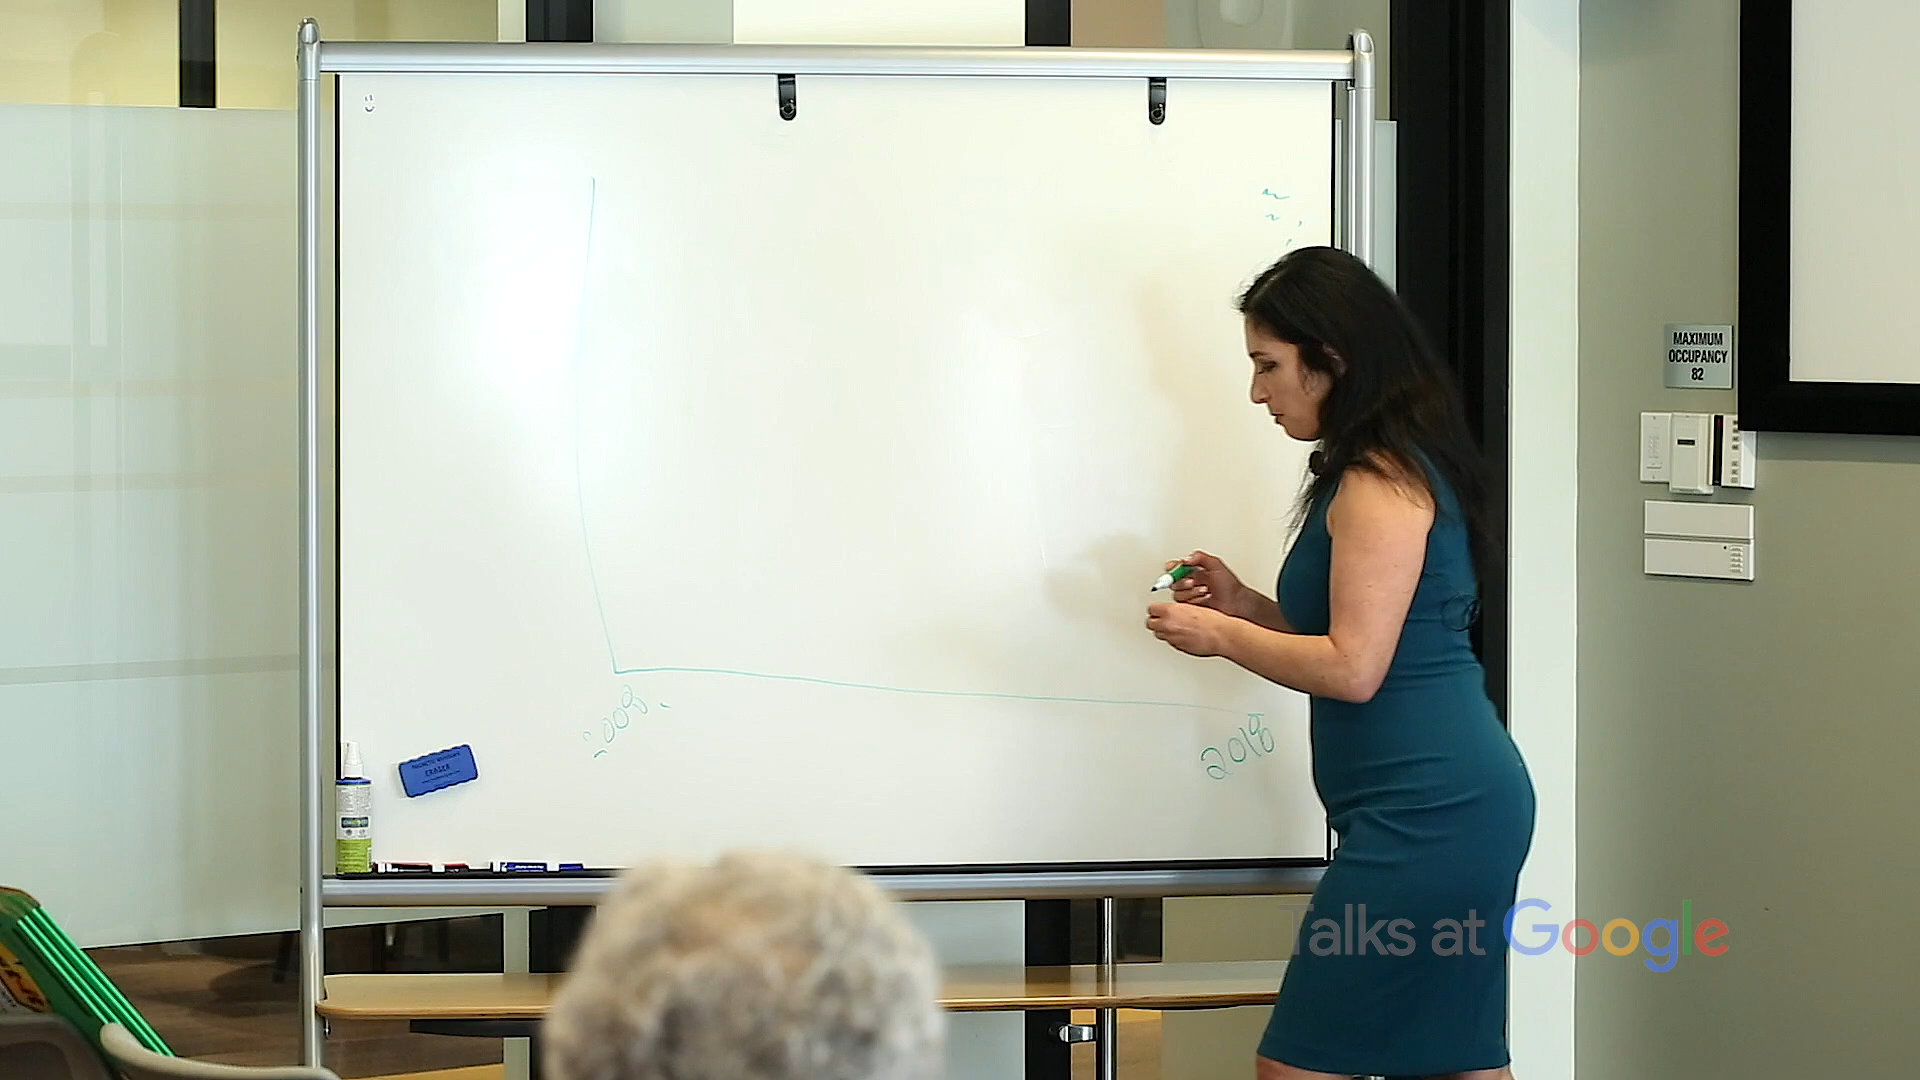 MAXIMUM
OCCUPANCY
82
2008
2018
ERASER
Talks at Google